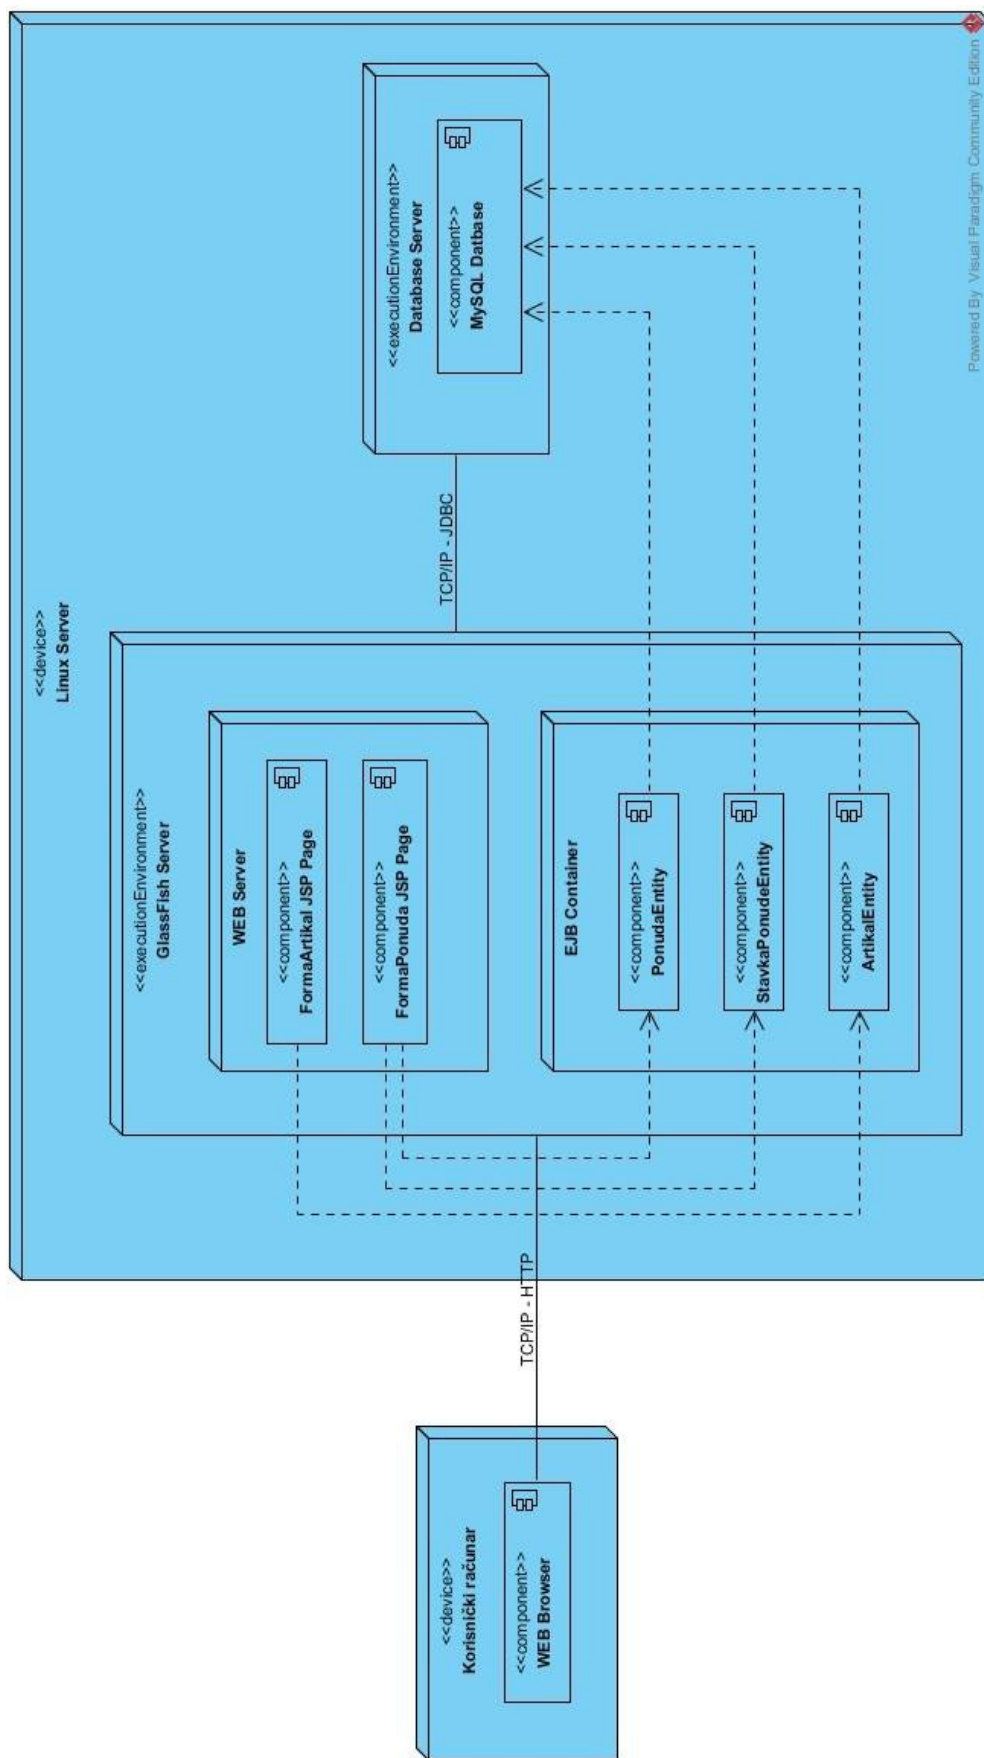 <<device>>
Korisnički računar
<<component>>
WEB Browser
TCP/IP - HTTP
<<device>>
Linux Server
<<executionEnvironment>>
GlassFish Server
WEB Server
<<component>>
FormaArtikal JSP Page
<<component>>
FormaPonuda JSP Page
EJB Container
<<component>>
PonudaEntity
<<component>>
StavkaPonudeEntity
<<component>>
ArtikalEntity
TCP/IP - JDBC
<<executionEnvironment>>
Database Server
<<component>>
MySQL Datbase
Powered By Visual Paradigm Community Edition